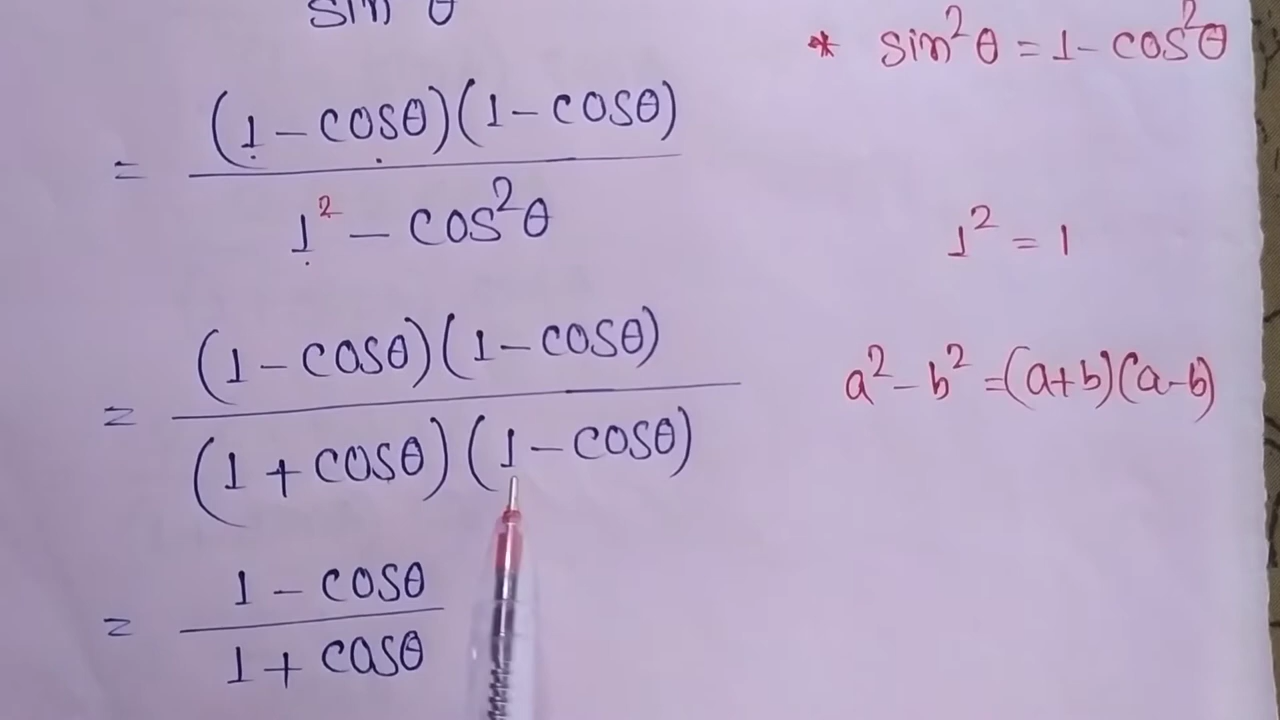 sin θ
* sin²θ = 1 - cos²θ
= (1 - cosθ)(1 - cosθ)
1² - cos²θ
1² = 1
= (1 - cosθ)(1 - cosθ)
(1 + cosθ)(1 - cosθ)
a² - b² = (a+b)(a-b)
= 1 - cosθ
1 + cosθ